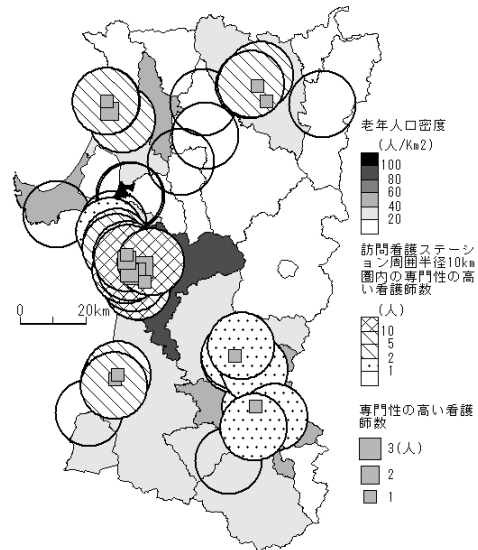 老年人口密度
(人/Km2)
100
80
60
40
20
訪問看護ステーシ
ョン周囲半径10km
圏内の専門性の高
い看護師数
(人)
10
5
2
1
0 20km
専門性の高い看護
師数
3(人)
2
1